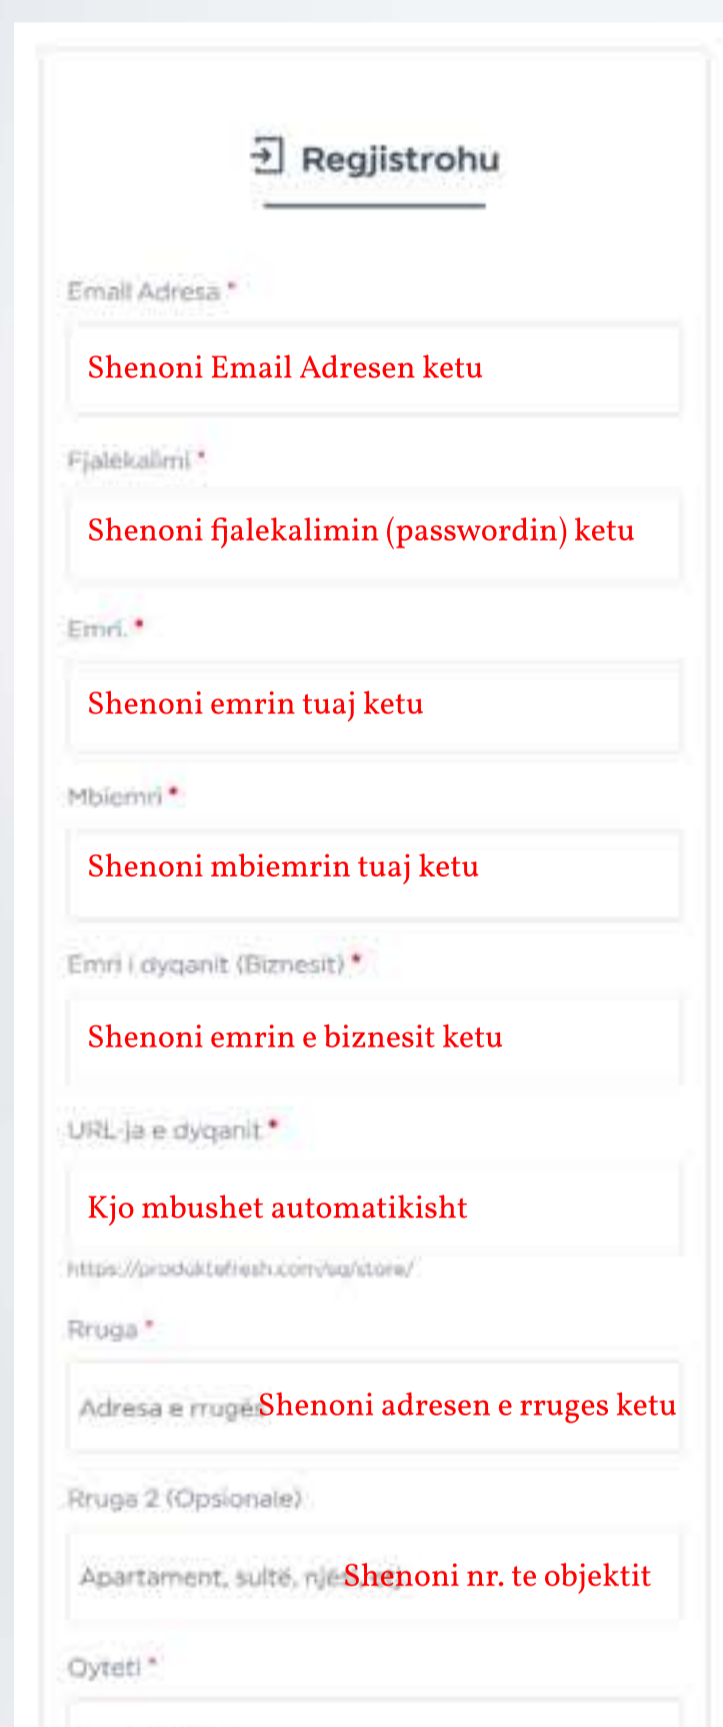 Regjistrohu
Email Adresa *
Shenoni Email Adresen ketu
Fjalëkalimi *
Shenoni fjalekalimin (passwordin) ketu
Emri. *
Shenoni emrin tuaj ketu
Mbiemri *
Shenoni mbiemrin tuaj ketu
Emri i dyqanit (Biznesit) *
Shenoni emrin e biznesit ketu
URL-ja e dyqanit *
Kjo mbushet automatikisht
https://produktefresh.com/sq/store/
Rruga *
Adresa e rrugës Shenoni adresen e rruges ketu
Rruga 2 (Opsionale)
Apartament, suitë, Shenoni nr. te objektit
Qyteti *